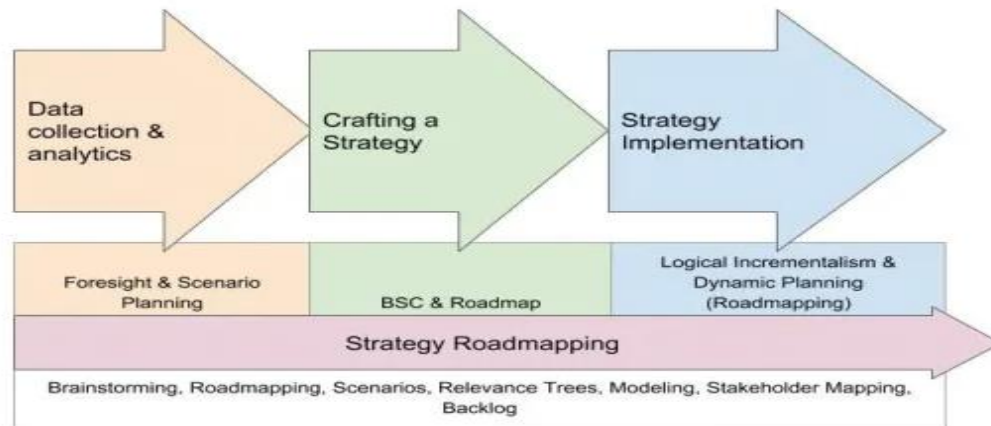 Data
collection &
analytics
Crafting a
Strategy
Strategy
Implementation
Foresight & Scenario
Planning
BSC & Roadmap
Logical Incrementalism &
Dynamic Planning
(Roadmapping)
Strategy Roadmapping
Brainstorming, Roadmapping, Scenarios, Relevance Trees, Modeling, Stakeholder Mapping,
Backlog